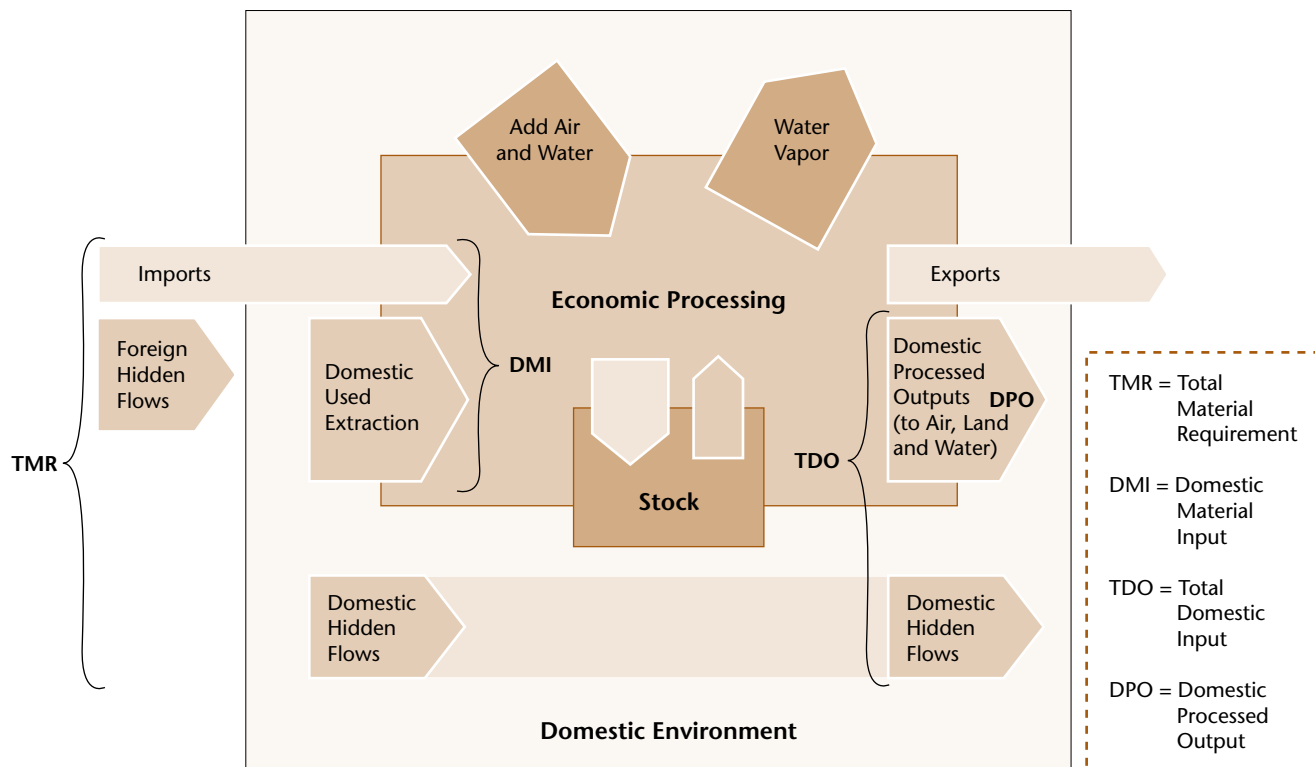 Add Air
and Water
Water
Vapor
Imports
Exports
Economic Processing
Foreign
Hidden
Flows
Domestic
Used
Extraction
DMI
Domestic
Processed
Outputs
(to Air, Land
and Water)
DPO
TMR
TDO
Stock
Domestic
Hidden
Flows
Domestic
Hidden
Flows
Domestic Environment
TMR = Total
Material
Requirement
DMI = Domestic
Material
Input
TDO = Total
Domestic
Input
DPO = Domestic
Processed
Output